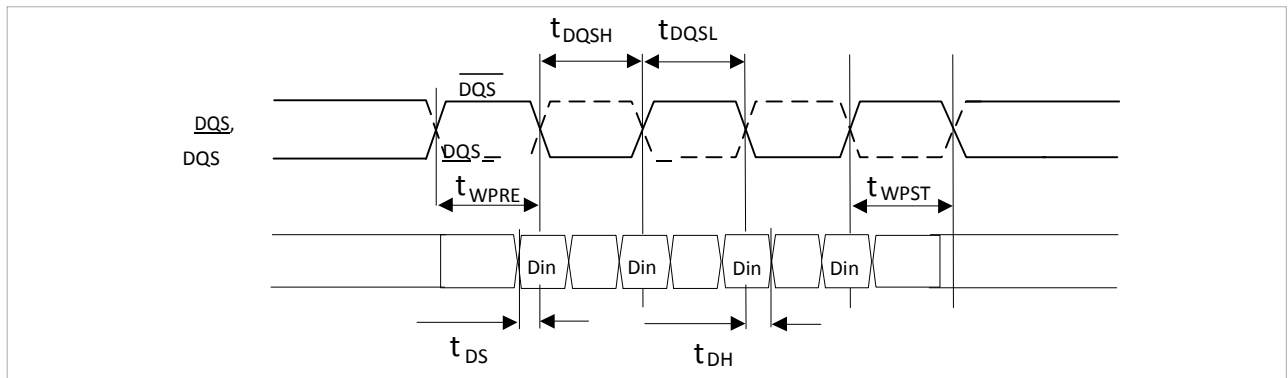 tDQSH tDQSL
DQS
DQS,
DQS
DQS
tWPRE tWPST
Din Din Din Din
tDS tDH